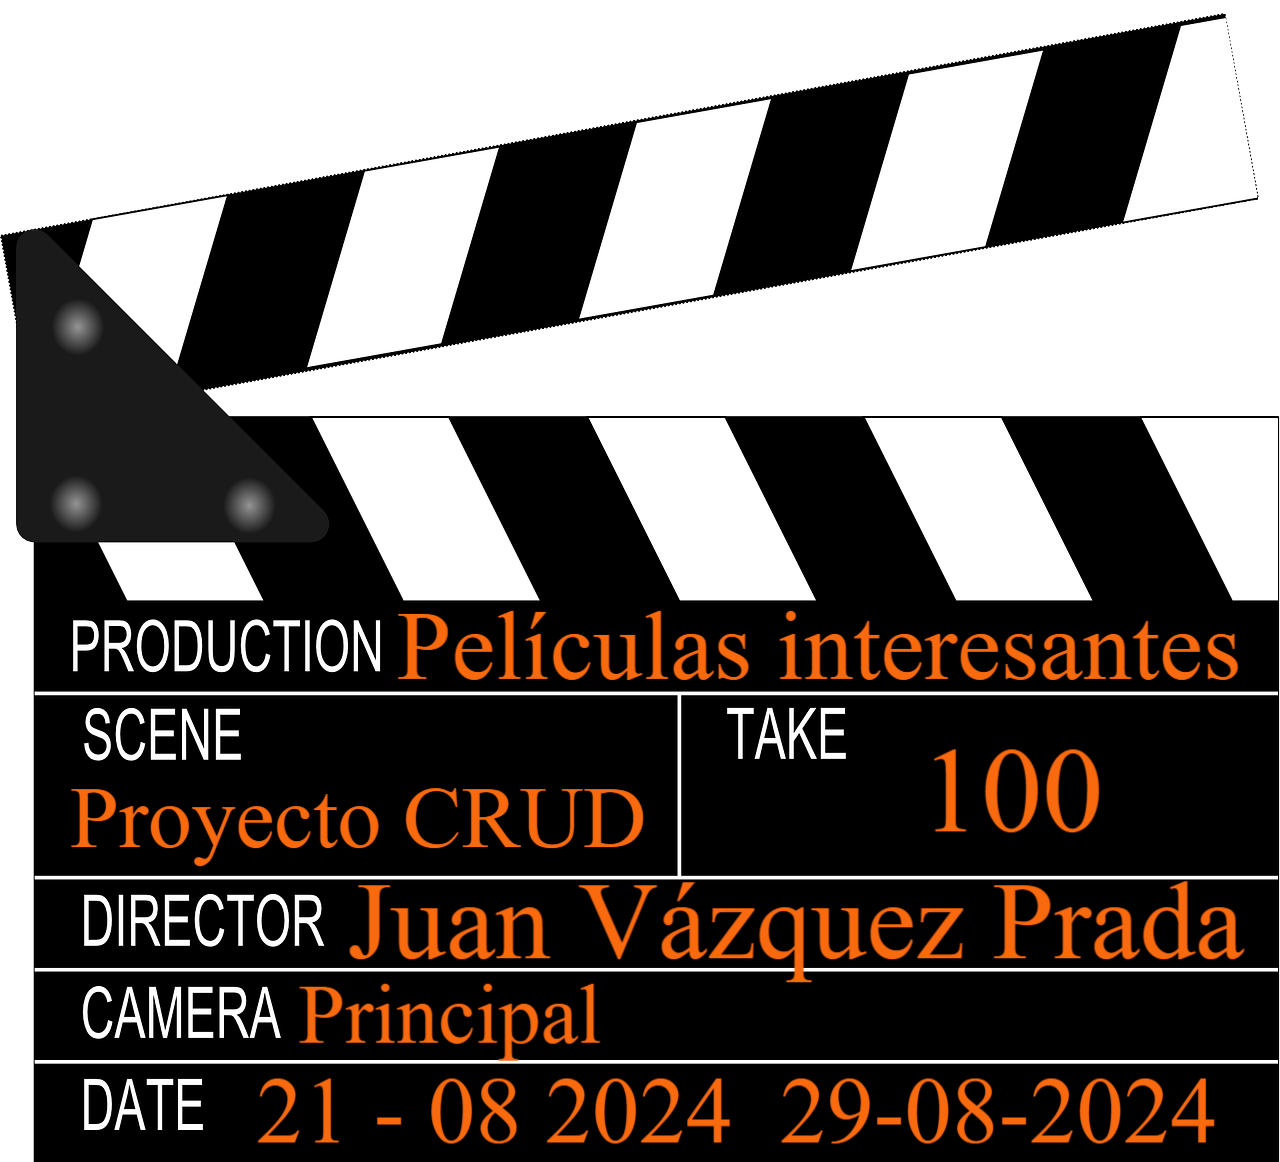 PRODUCTION Películas interesantes
SCENE
Proyecto CRUD
TAKE
100
DIRECTOR Juan Vázquez Prada
CAMERA Principal
DATE 21 - 08 2024 29-08-2024